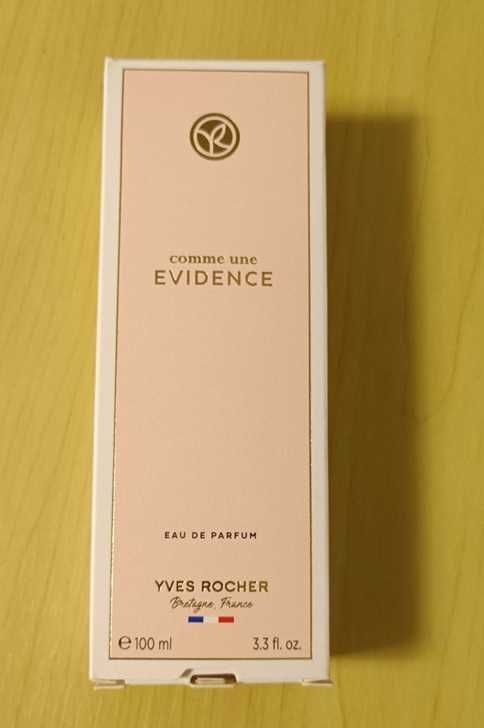 comme une
EVIDENCE
EAU DE PARFUM
YVES ROCHER
Bretagne, France
℮ 100 ml 3.3 fl. oz.